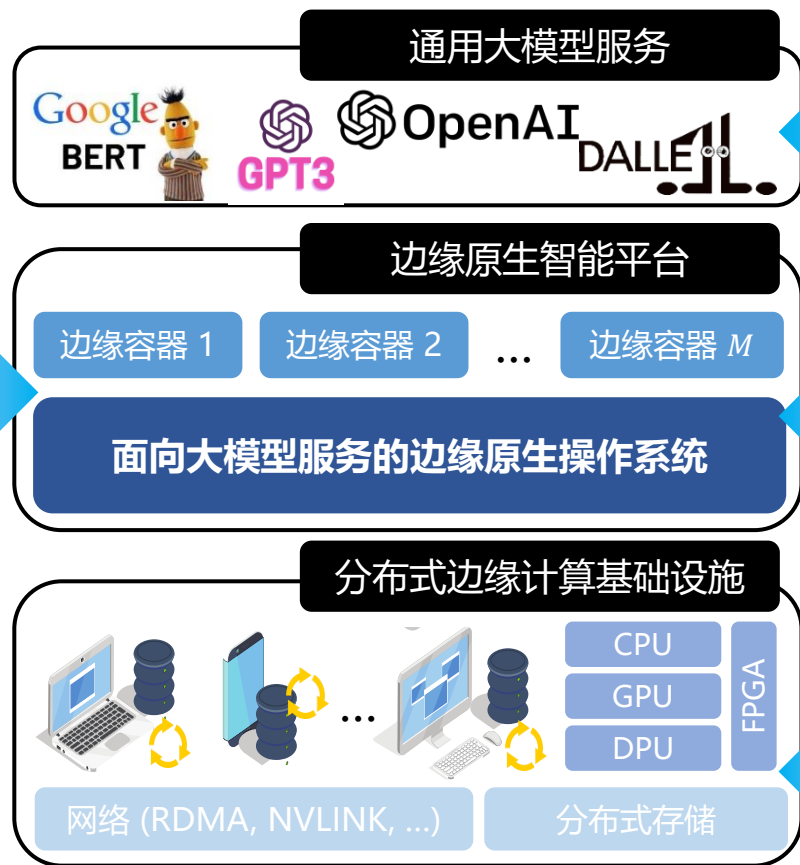 通用大模型服务
Google
BERT
GPT3
OpenAI
DALLE
边缘原生智能平台
边缘容器 1
边缘容器 2
...
边缘容器 M
面向大模型服务的边缘原生操作系统
分布式边缘计算基础设施
...
CPU
GPU
DPU
FPGA
网络 (RDMA, NVLINK, ...)
分布式存储